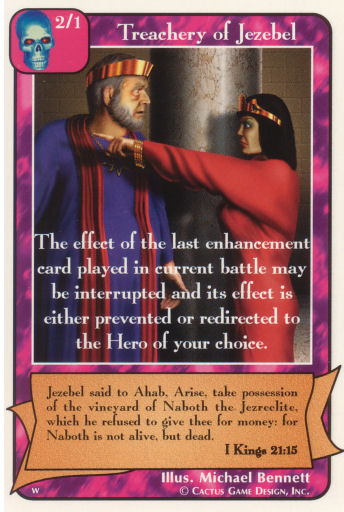 2/1
Treachery of Jezebel
The effect of the last enhancement
card played in current battle may
be interrupted and its effect is
either prevented or redirected to
the Hero of your choice.
Jezebel said to Ahab, Arise, take possession
of the vineyard of Naboth the Jezreelite,
which he refused to give thee for money: for
Naboth is not alive, but dead.
I Kings 21:15
Illus. Michael Bennett
W © Cactus Game Design, Inc.